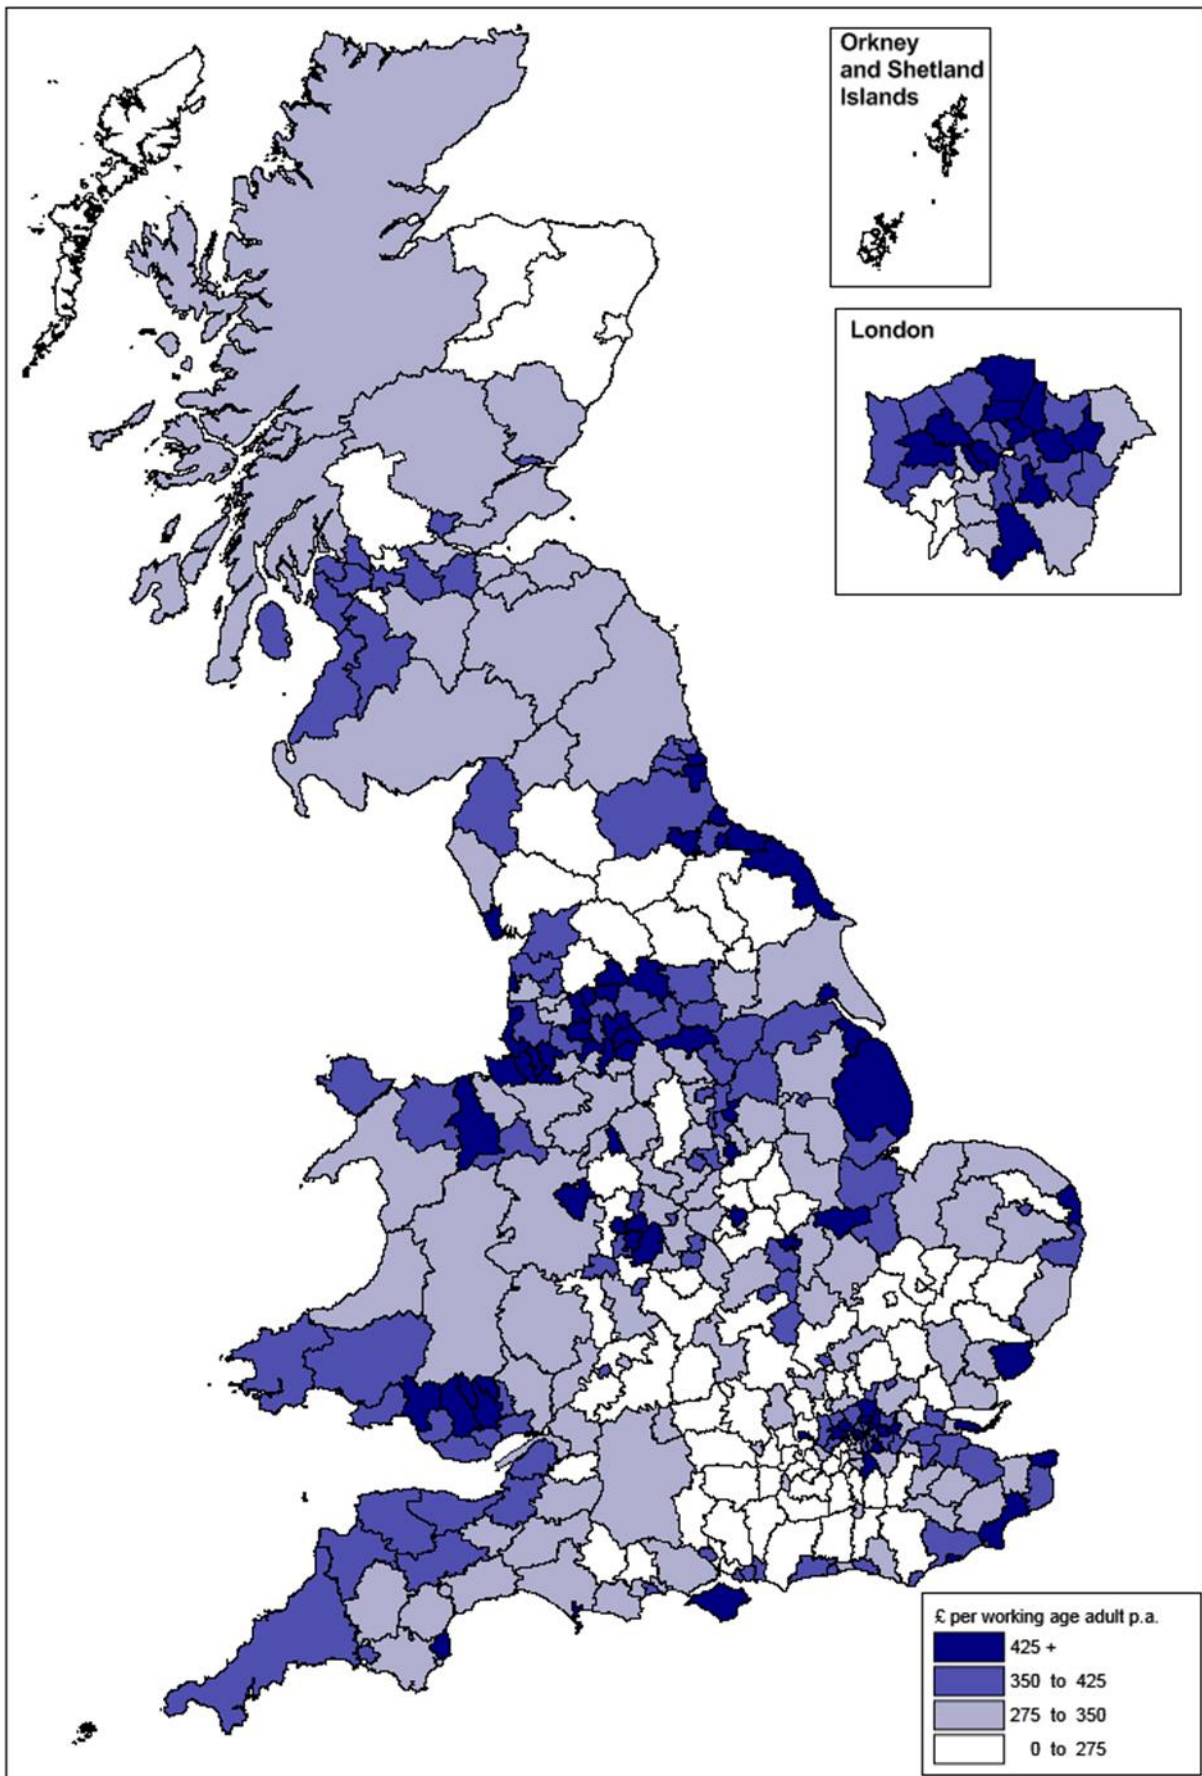 Orkney
and Shetland
Islands
London
£ per working age adult p.a.
425 +
350 to 425
275 to 350
0 to 275